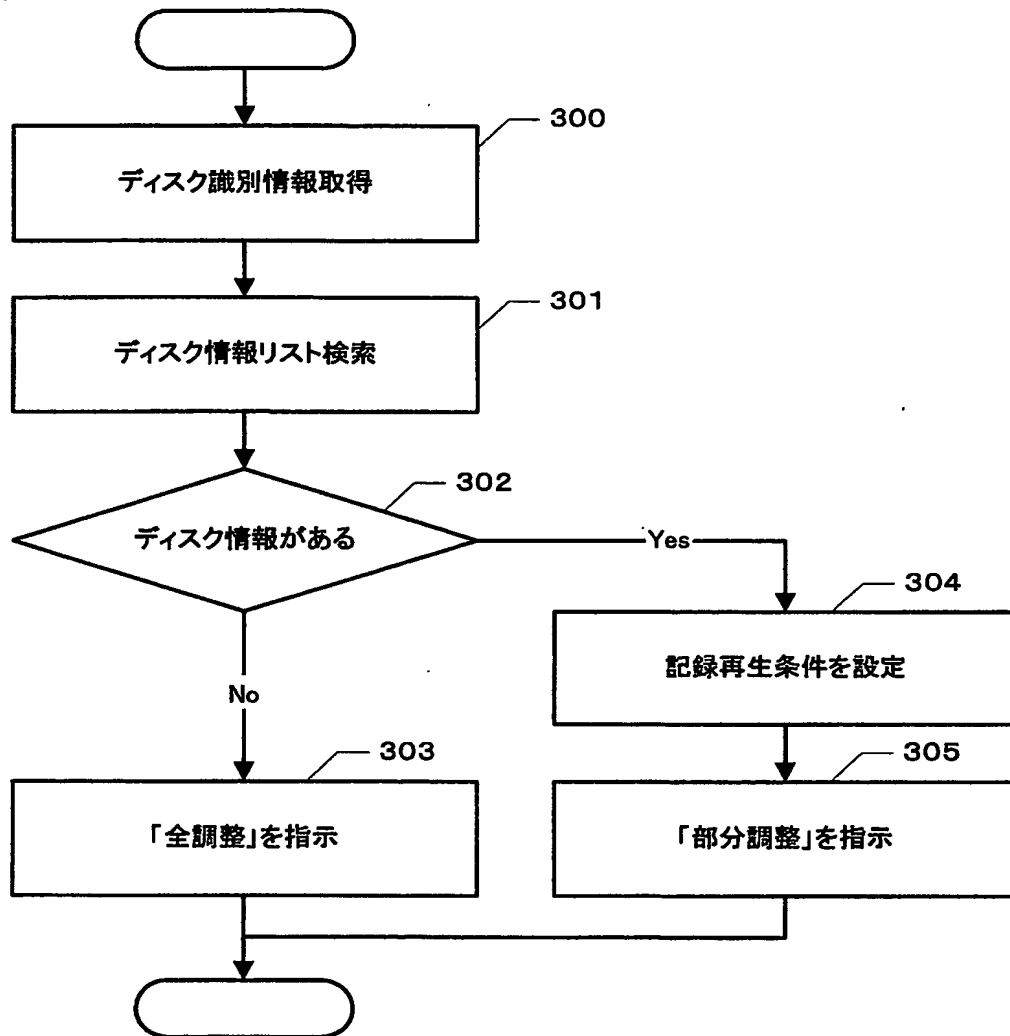 300
ディスク識別情報取得
301
ディスク情報リスト検索
302
ディスク情報がある
Yes
304
記録再生条件を設定
No
303
「全調整」を指示
305
「部分調整」を指示